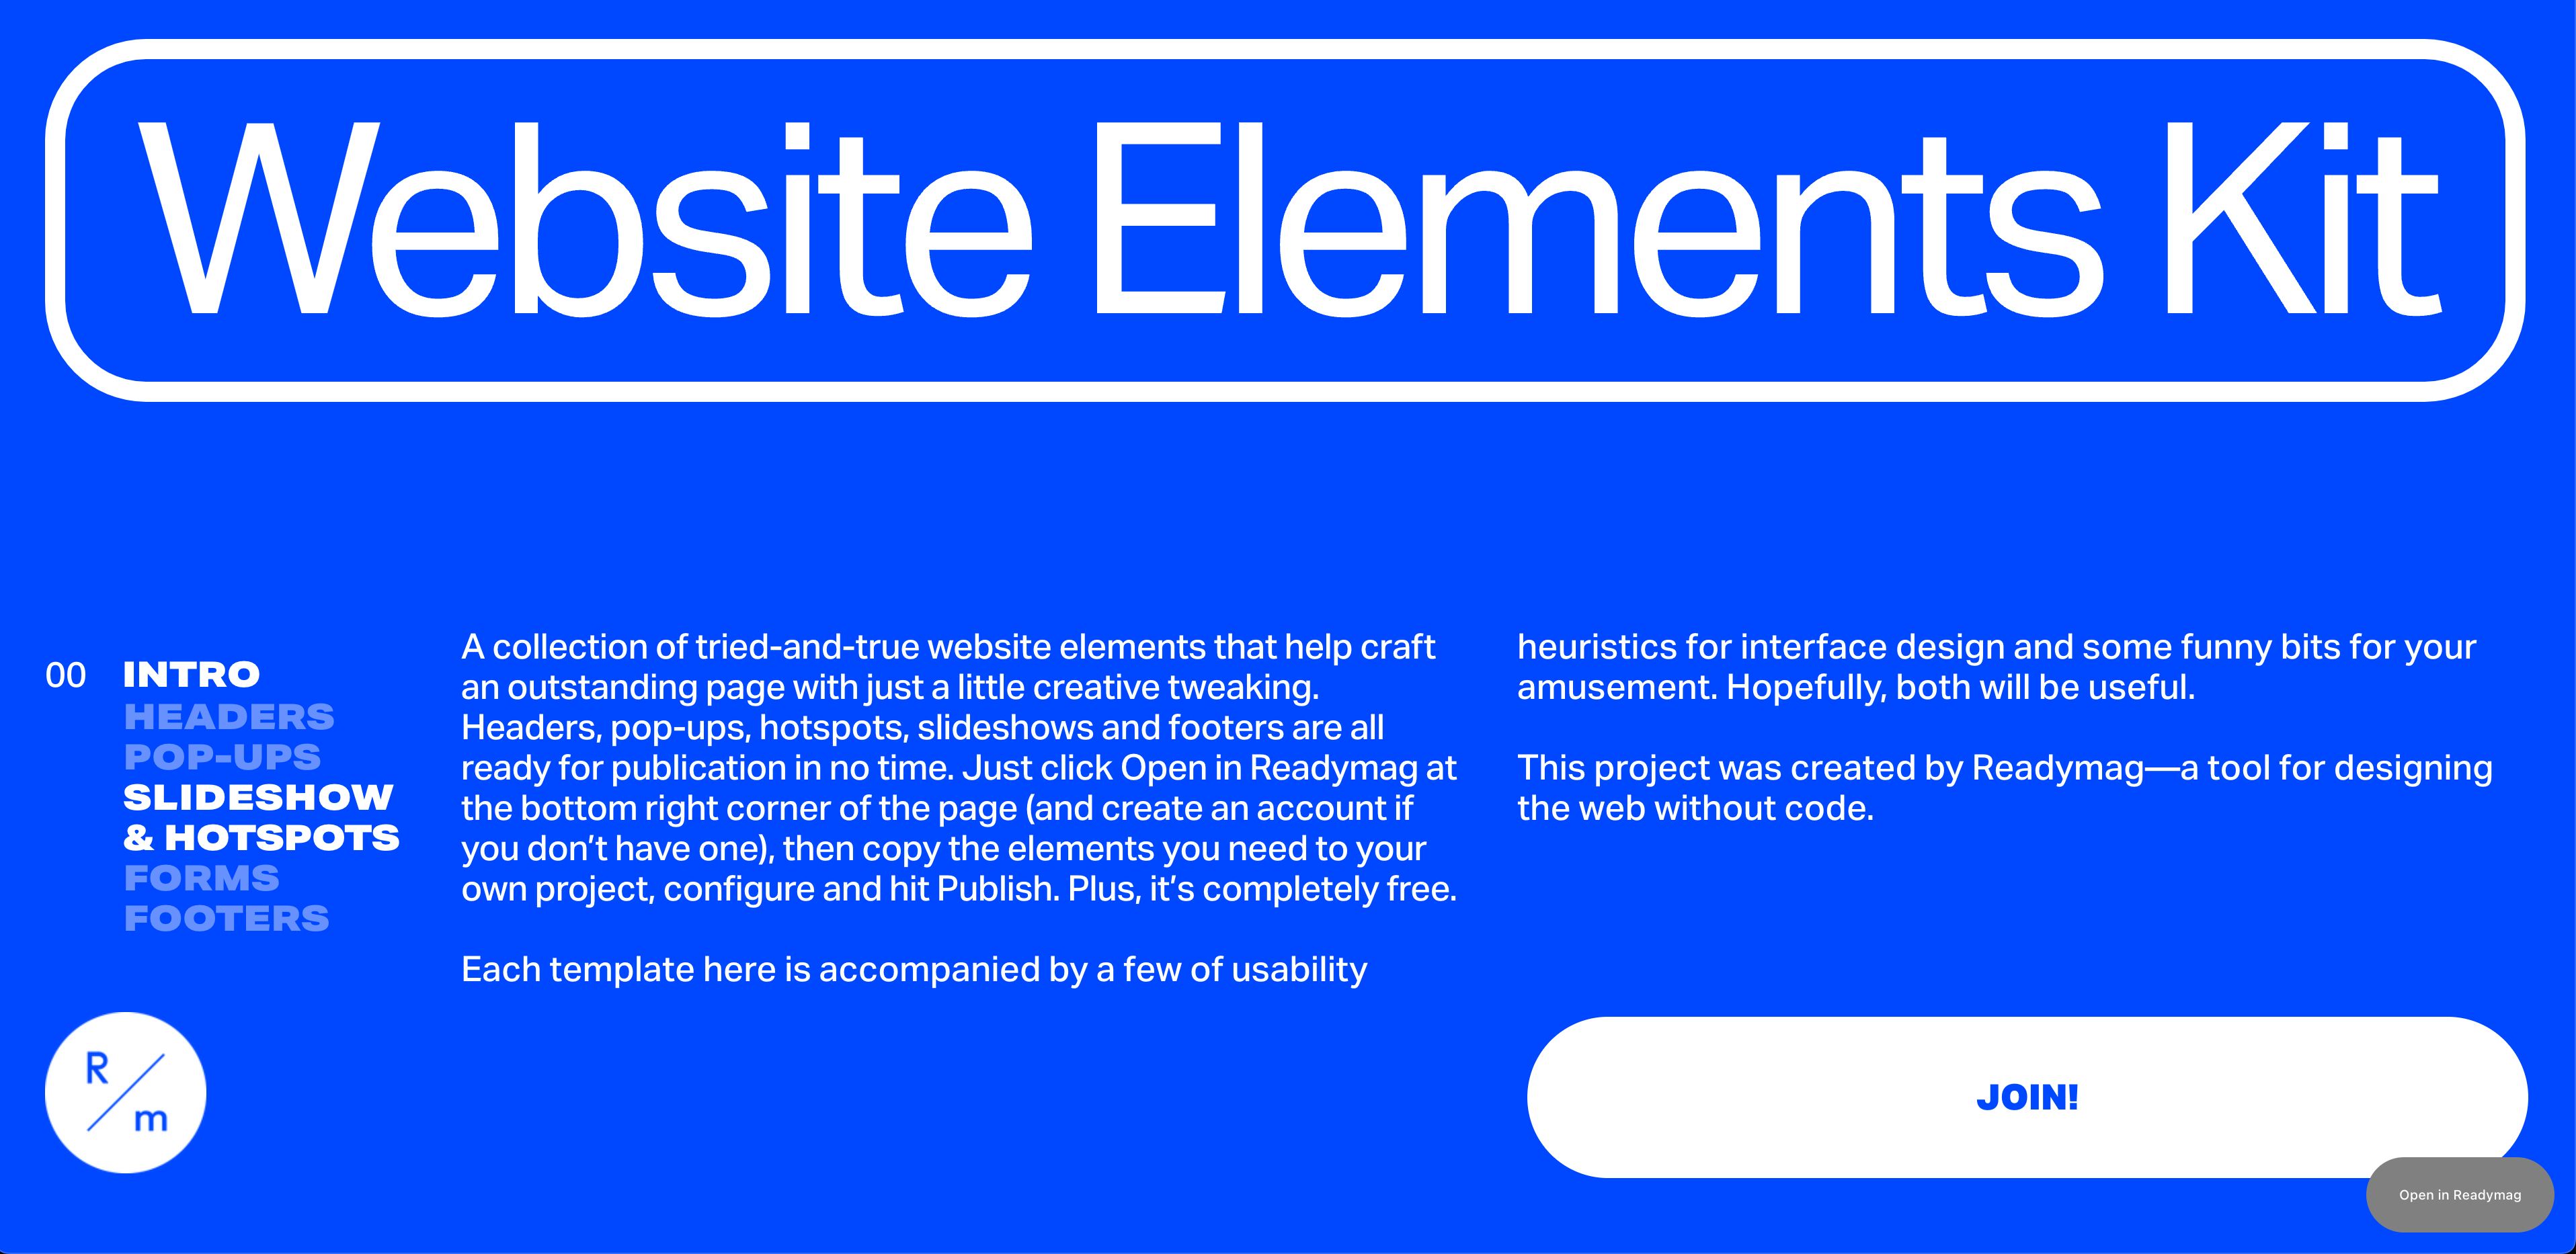 Website Elements Kit
00 INTRO
HEADERS
POP-UPS
SLIDESHOW
& HOTSPOTS
FORMS
FOOTERS
A collection of tried-and-true website elements that help craft
an outstanding page with just a little creative tweaking.
Headers, pop-ups, hotspots, slideshows and footers are all
ready for publication in no time. Just click Open in Readymag at
the bottom right corner of the page (and create an account if
you don’t have one), then copy the elements you need to your
own project, configure and hit Publish. Plus, it’s completely free.
Each template here is accompanied by a few of usability
heuristics for interface design and some funny bits for your
amusement. Hopefully, both will be useful.
This project was created by Readymag—a tool for designing
the web without code.
R
m
JOIN!
Open in Readymag